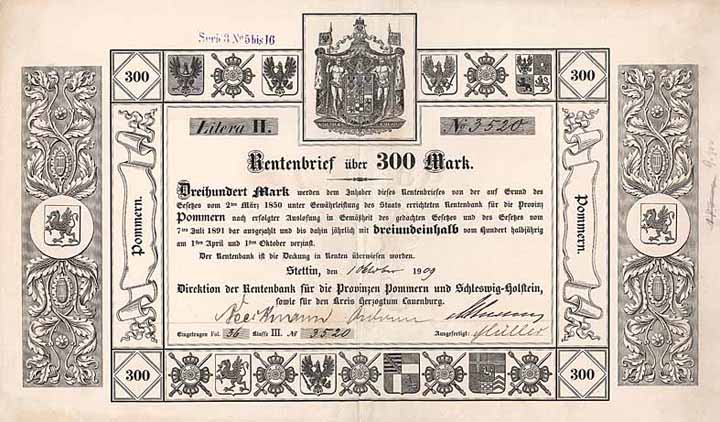 Serie 3 No 5 bis 16
300
300
Litera H.
No 3520
Rentenbrief über 300 Mark.
Dreihundert Mark werden dem Inhaber dieses Rentenbriefes von der auf Grund des
Gesetzes vom 2ten März 1850 unter Gewährleistung des Staats errichteten Rentenbank für die Provinz
Pommern nach erfolgter Ausloosung in Gemäßheit des gedachten Gesetzes und des Gesetzes vom
7ten Juli 1891 bar ausgezahlt und bis dahin jährlich mit dreiundeinhalb vom Hundert halbjährig
am 1ten April und 1ten Oktober verzinst.
Der Rentenbank ist die Deckung in Renten überwiesen worden.
Stettin, den 1 Oktober 1909
Direktion der Rentenbank für die Provinzen Pommern und Schleswig-Holstein,
sowie für den Kreis Herzogtum Lauenburg.
Eingetragen Fol. 36 Klasse III. No 3520
Ausgefertigt: Müller
Pommern.
Pommern.
300
300